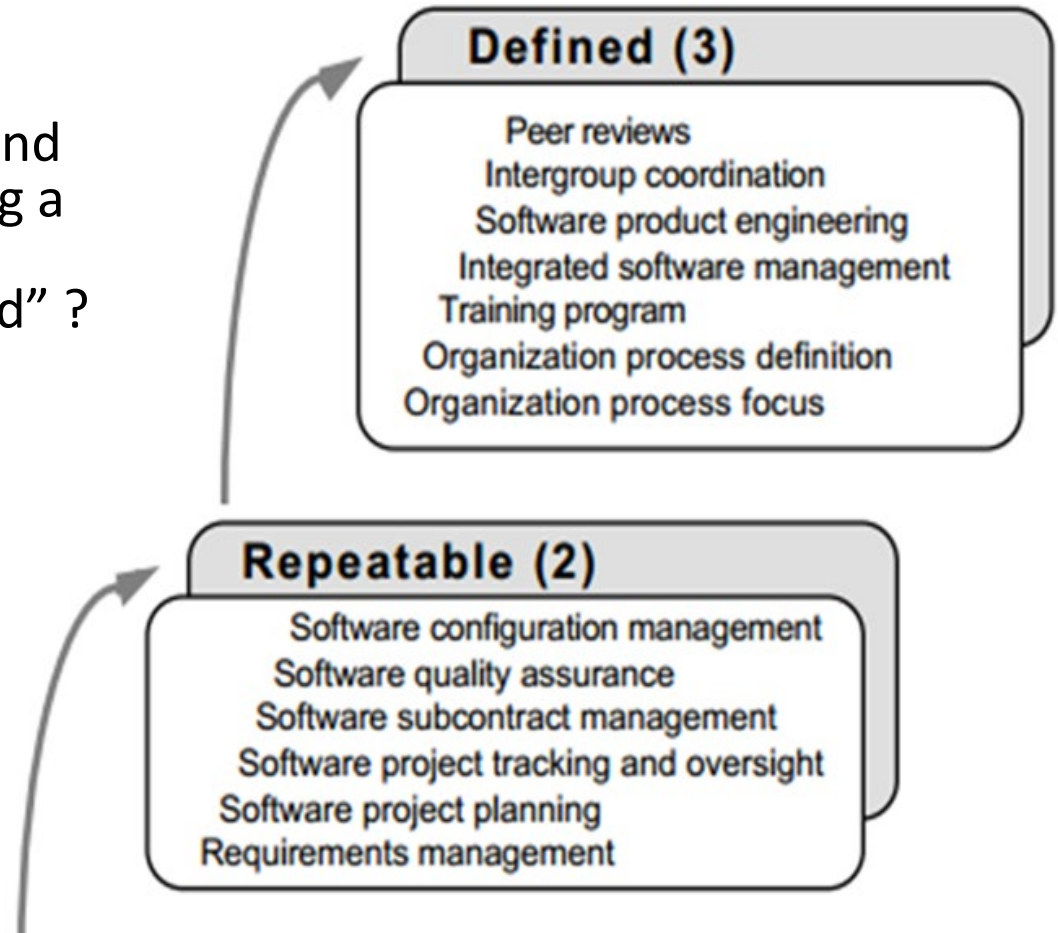 nd
g a
d” ?
Defined (3)
Peer reviews
Intergroup coordination
Software product engineering
Integrated software management
Training program
Organization process definition
Organization process focus
Repeatable (2)
Software configuration management
Software quality assurance
Software subcontract management
Software project tracking and oversight
Software project planning
Requirements management